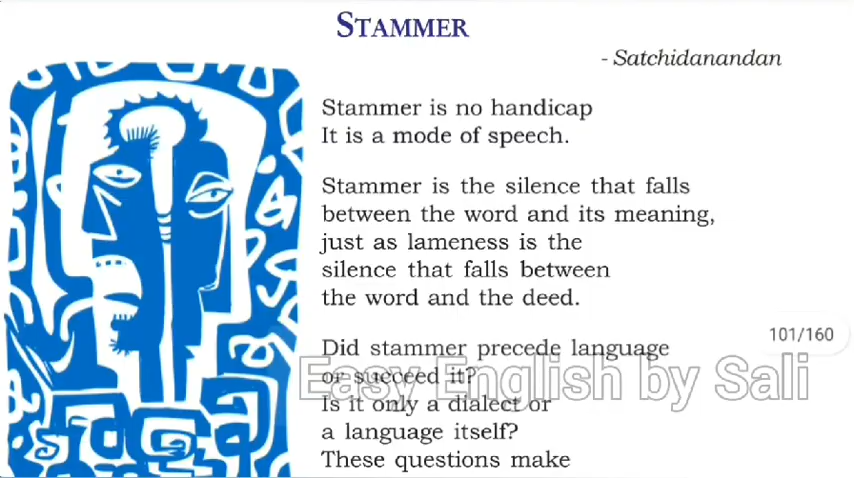 STAMMER
- Satchidanandan
Stammer is no handicap
It is a mode of speech.
Stammer is the silence that falls
between the word and its meaning,
just as lameness is the
silence that falls between
the word and the deed.
101/160
Did stammer precede language
or succeed it?
Easy English by Sali
Is it only a dialect or
a language itself?
These questions make